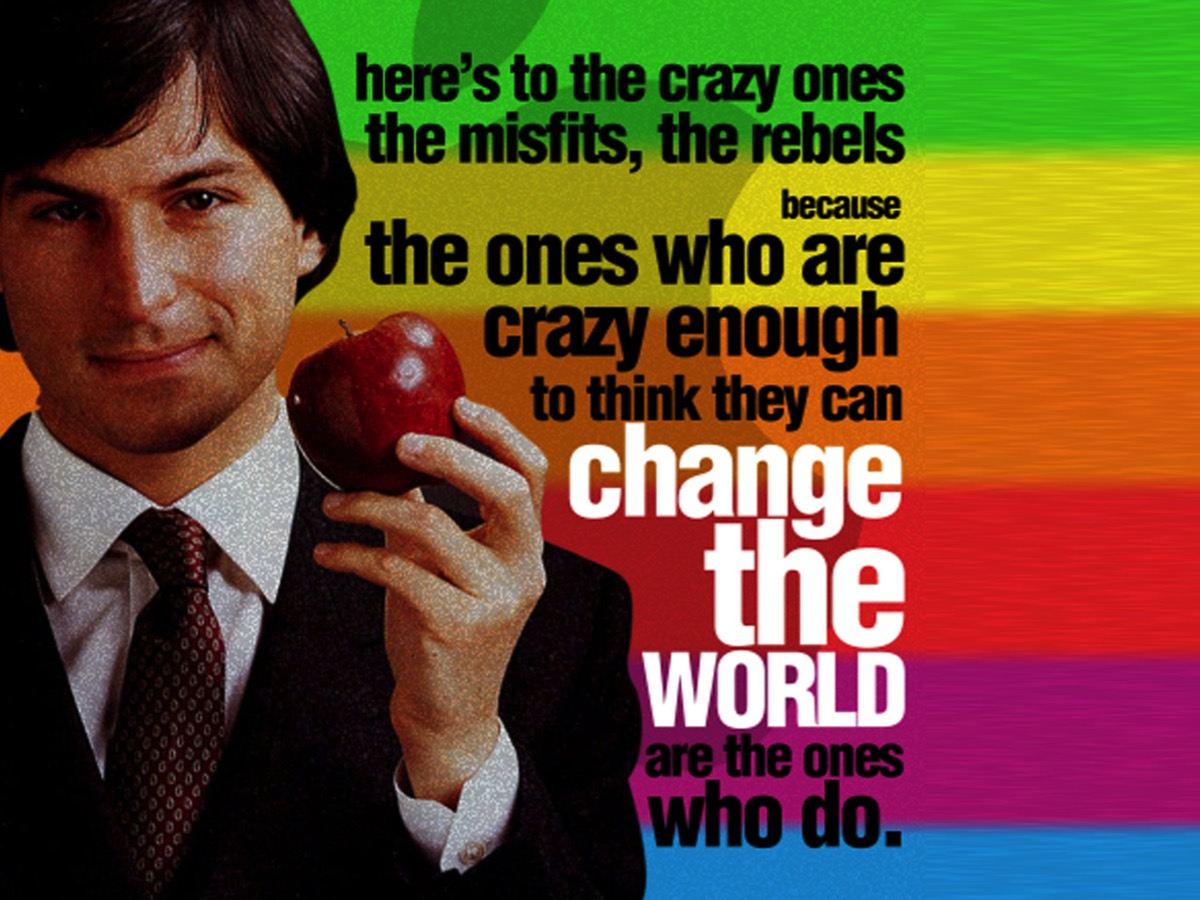 here's to the crazy ones
the misfits, the rebels
because
the ones who are
crazy enough
to think they can
change
the
WORLD
are the ones
who do.